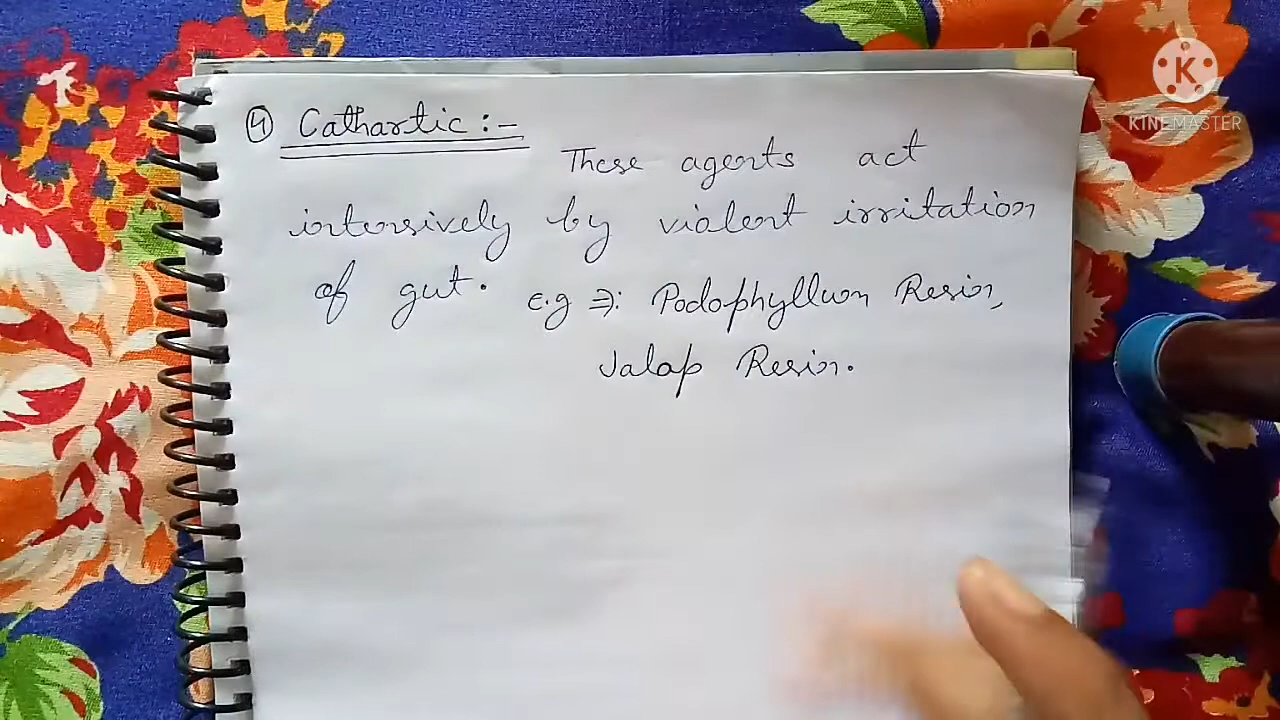 ④ Cathartic :-
These agents act
intensively by violent irritation
of gut. e.g ⇒: Podophyllum Resin,
Jalap Resin.
KINEMASTER